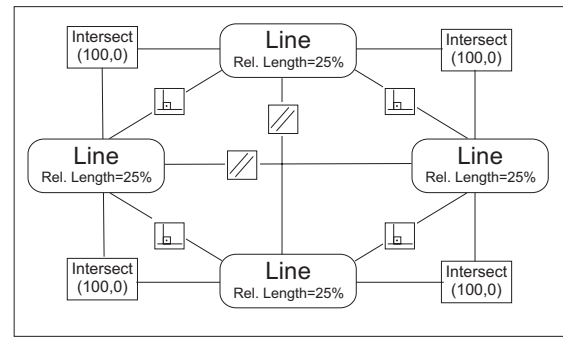 Intersect
(100,0)
Line
Rel. Length=25%
Intersect
(100,0)
Line
Rel. Length=25%
Line
Rel. Length=25%
Intersect
(100,0)
Line
Rel. Length=25%
Intersect
(100,0)